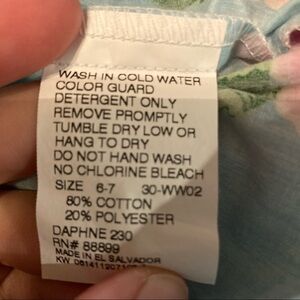 WASH IN COLD WATER
COLOR GUARD
DETERGENT ONLY
REMOVE PROMPTLY
TUMBLE DRY LOW OR
HANG TO DRY
DO NOT HAND WASH
NO CHLORINE BLEACH
SIZE 6-7 30-WW02
80% COTTON
20% POLYESTER
DAPHNE 230
RN# 88899
MADE IN EL SALVADOR
KW